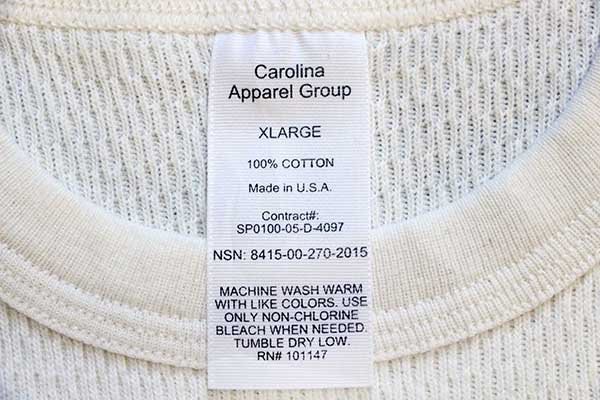 Carolina
Apparel Group
XLARGE
100% COTTON
Made in U.S.A.
Contract#:
SP0100-05-D-4097
NSN: 8415-00-270-2015
MACHINE WASH WARM
WITH LIKE COLORS. USE
ONLY NON-CHLORINE
BLEACH WHEN NEEDED.
TUMBLE DRY LOW.
RN# 101147